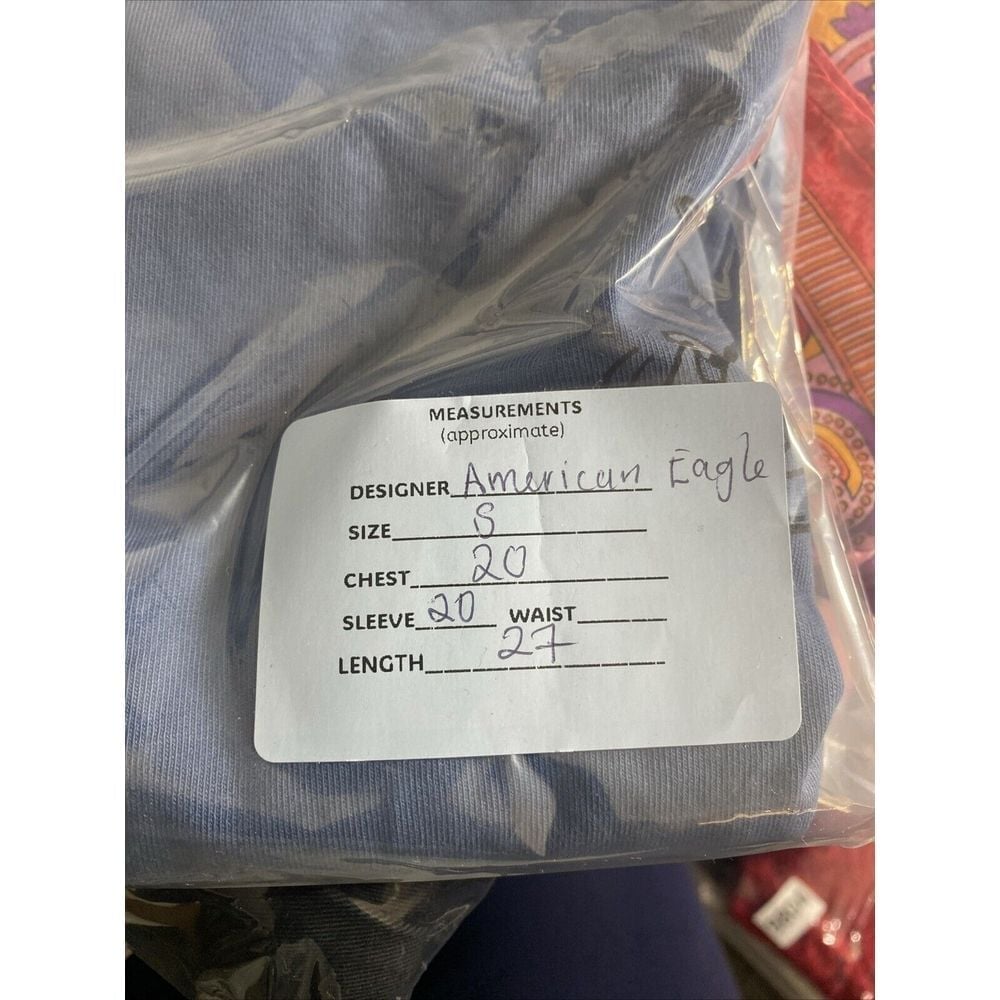 MEASUREMENTS
(approximate)
DESIGNER American Eagle
SIZE S
CHEST 20
SLEEVE 20 WAIST
LENGTH 27